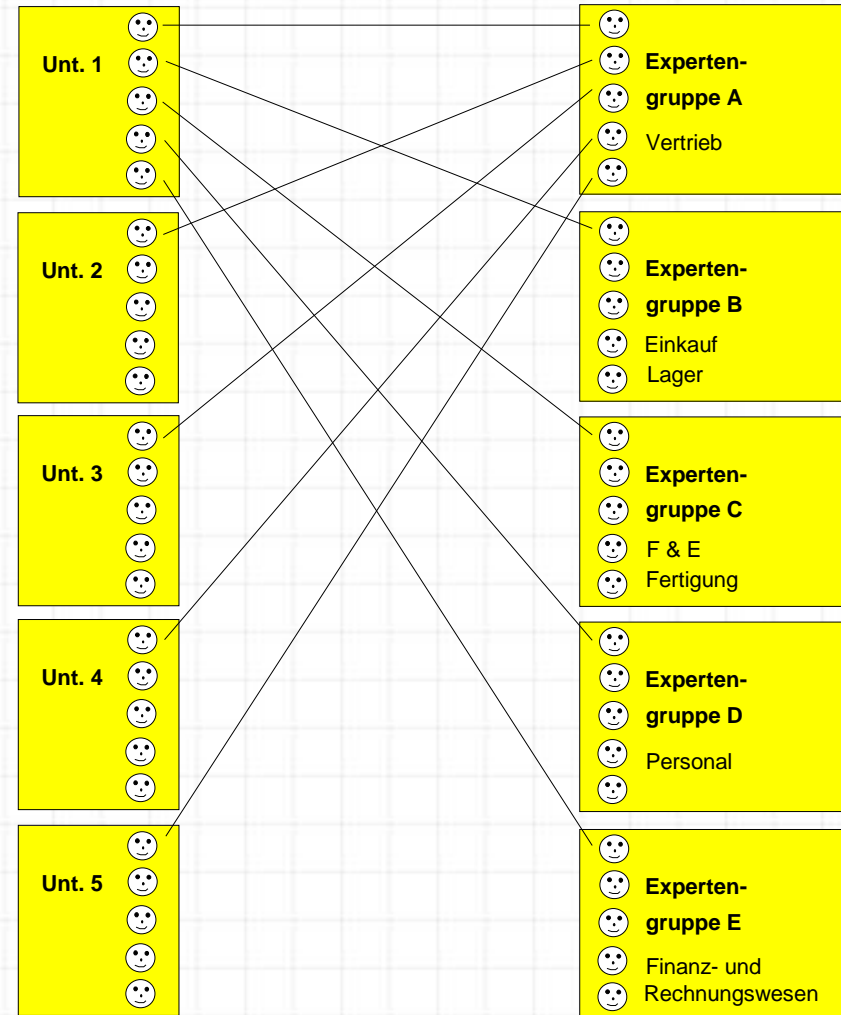 Unt. 1
Unt. 2
Unt. 3
Unt. 4
Unt. 5
Experten-
gruppe A
Vertrieb
Experten-
gruppe B
Einkauf
Lager
Experten-
gruppe C
F & E
Fertigung
Experten-
gruppe D
Personal
Experten-
gruppe E
Finanz- und
Rechnungswesen